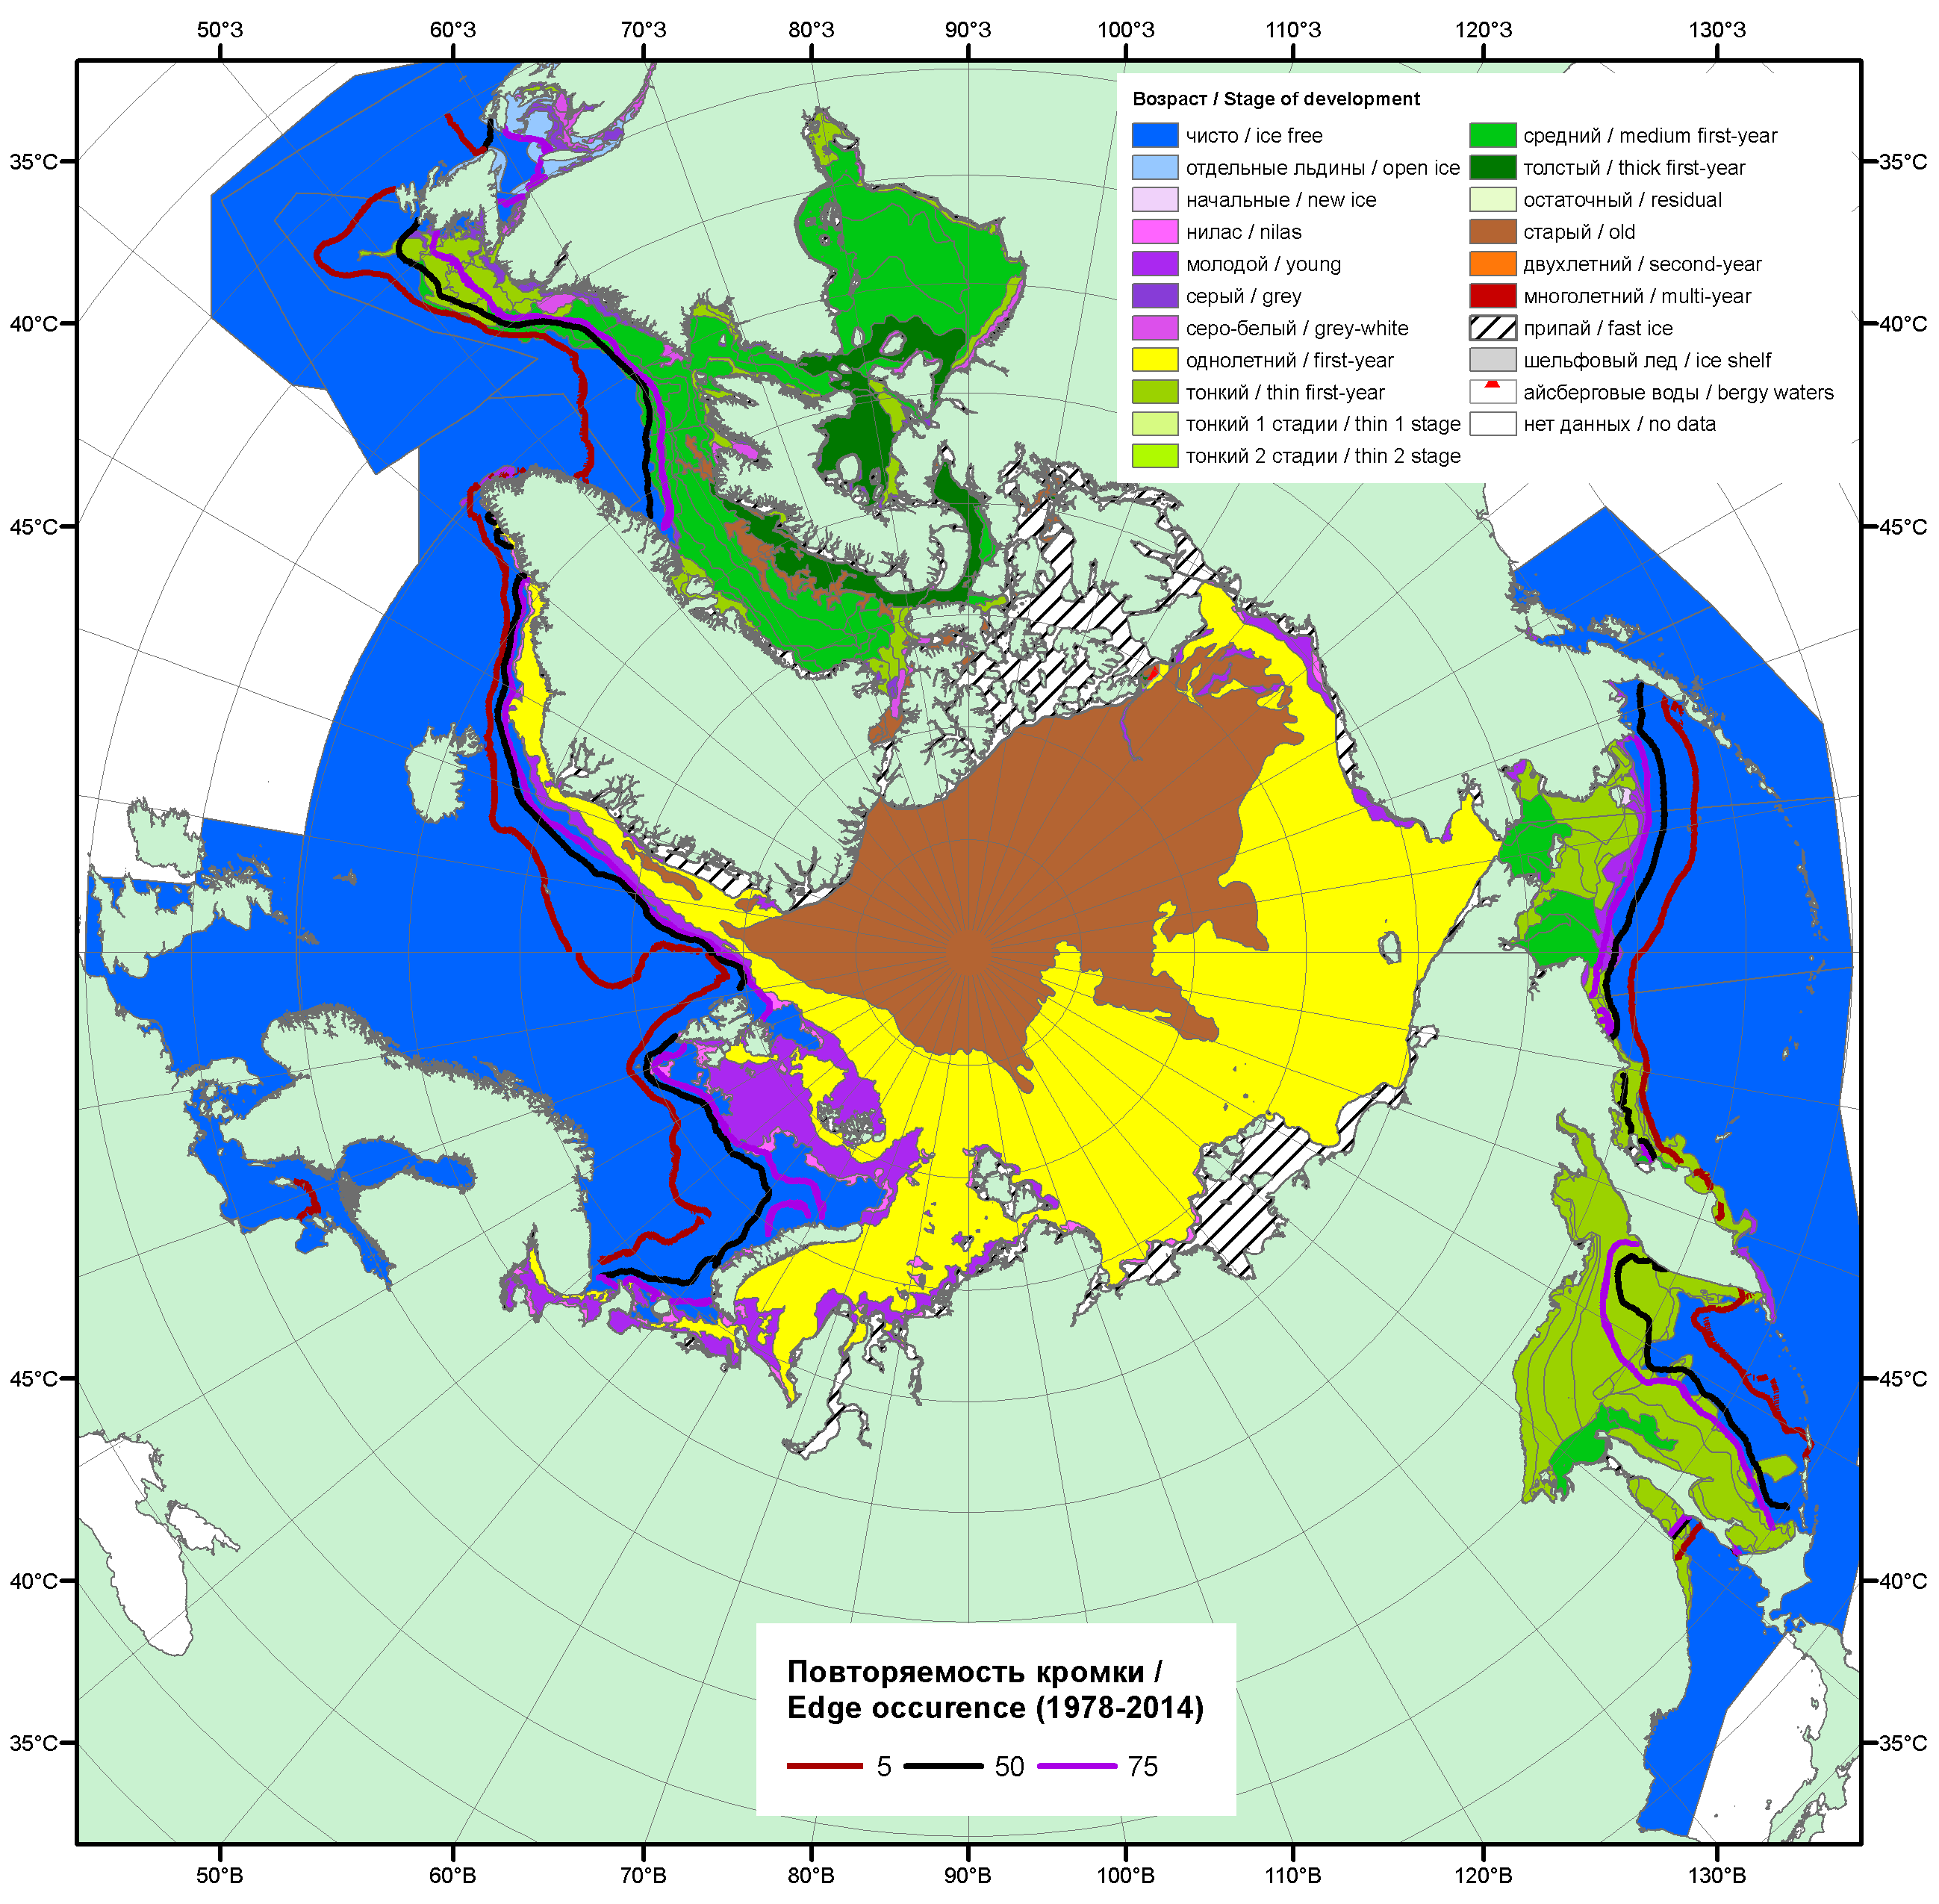 50°З 60°З 70°З 80°З 90°З 100°З 110°З 120°З 130°З
Возраст / Stage of development
чисто / ice free
отдельные льдины / open ice
начальные / new ice
нилас / nilas
молодой / young
серый / grey
серо-белый / grey-white
однолетний / first-year
тонкий / thin first-year
тонкий 1 стадии / thin 1 stage
тонкий 2 стадии / thin 2 stage
средний / medium first-year
толстый / thick first-year
остаточный / residual
старый / old
двухлетний / second-year
многолетний / multi-year
припай / fast ice
шельфовый лед / ice shelf
айсберговые воды / bergy waters
нет данных / no data
35°С 35°С
40°С 40°С
45°С 45°С
45°С 45°С
40°С 40°С
35°С 35°С
Повторяемость кромки /
Edge occurence (1978-2014)
5 50 75
50°В 60°В 70°В 80°В 90°В 100°В 110°В 120°В 130°В